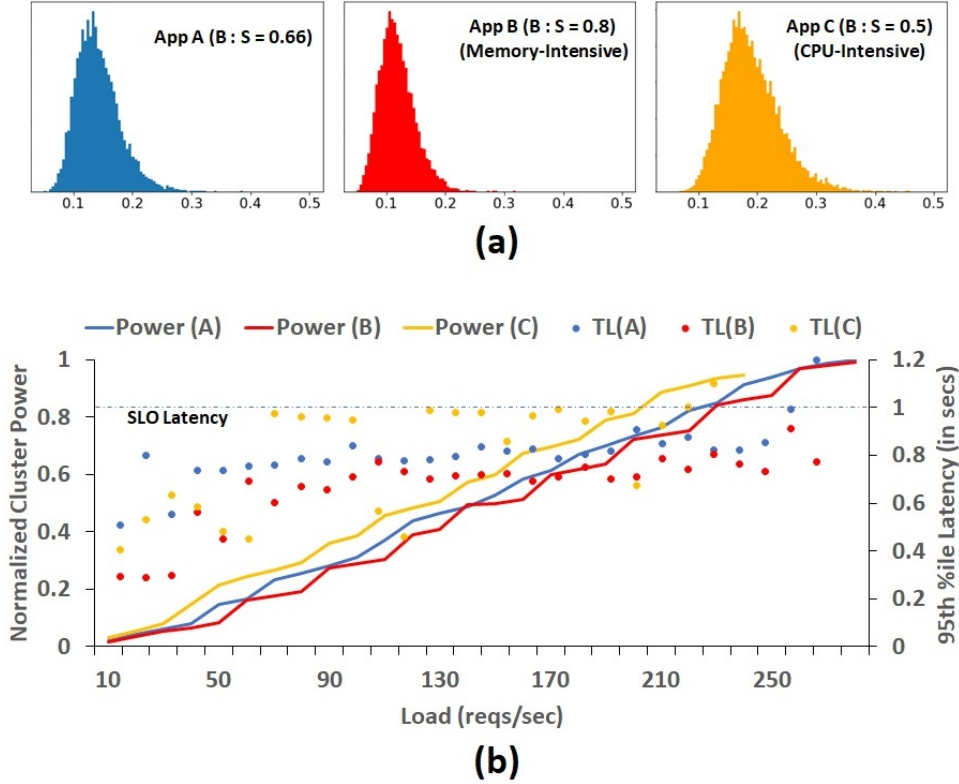 App A (B : S = 0.66)
0.1 0.2 0.3 0.4 0.5
App B (B : S = 0.8)
(Memory-Intensive)
0.1 0.2 0.3 0.4 0.5
App C (B : S = 0.5)
(CPU-Intensive)
0.1 0.2 0.3 0.4 0.5
(a)
Power (A) Power (B) Power (C) TL(A) TL(B) TL(C)
Normalized Cluster Power
1
0.8
0.6
0.4
0.2
0
SLO Latency
1.2
1
0.8
0.6
0.4
0.2
0
95th %ile Latency (in secs)
10 50 90 130 170 210 250
Load (reqs/sec)
(b)